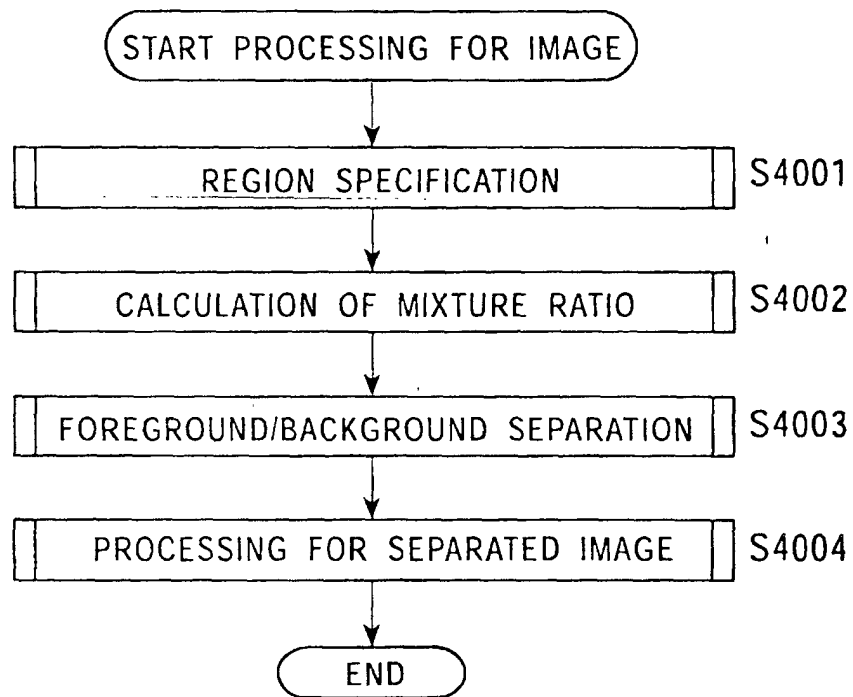 START PROCESSING FOR IMAGE
REGION SPECIFICATION S4001
CALCULATION OF MIXTURE RATIO S4002
FOREGROUND/BACKGROUND SEPARATION S4003
PROCESSING FOR SEPARATED IMAGE S4004
END